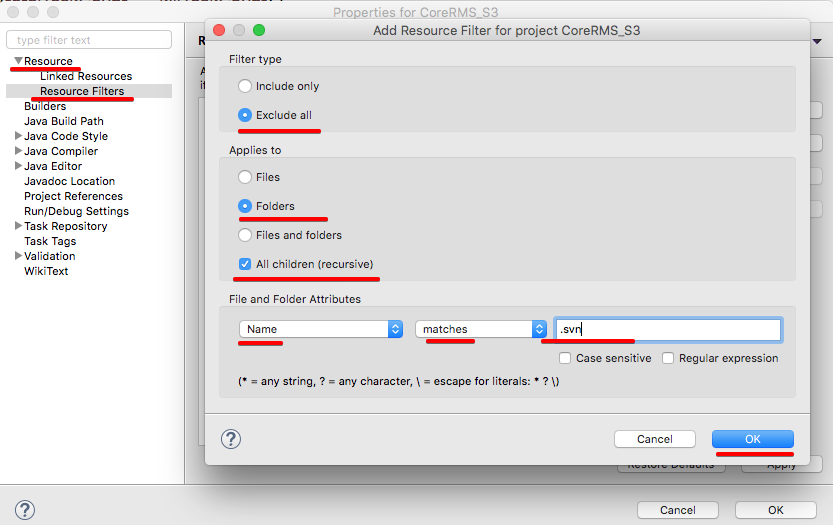 Properties for CoreRMS_S3
type filter text
Resource
Linked Resources
Resource Filters
Builders
Java Build Path
Java Code Style
Java Compiler
Java Editor
Javadoc Location
Project References
Run/Debug Settings
Task Repository
Task Tags
Validation
WikiText
Add Resource Filter for project CoreRMS_S3
Filter type
Include only
Exclude all
Applies to
Files
Folders
Files and folders
All children (recursive)
File and Folder Attributes
Name matches .svn
Case sensitive Regular expression
(* = any string, ? = any character, \ = escape for literals: * ? \)
? Cancel OK
Restore Defaults Apply
? Cancel OK